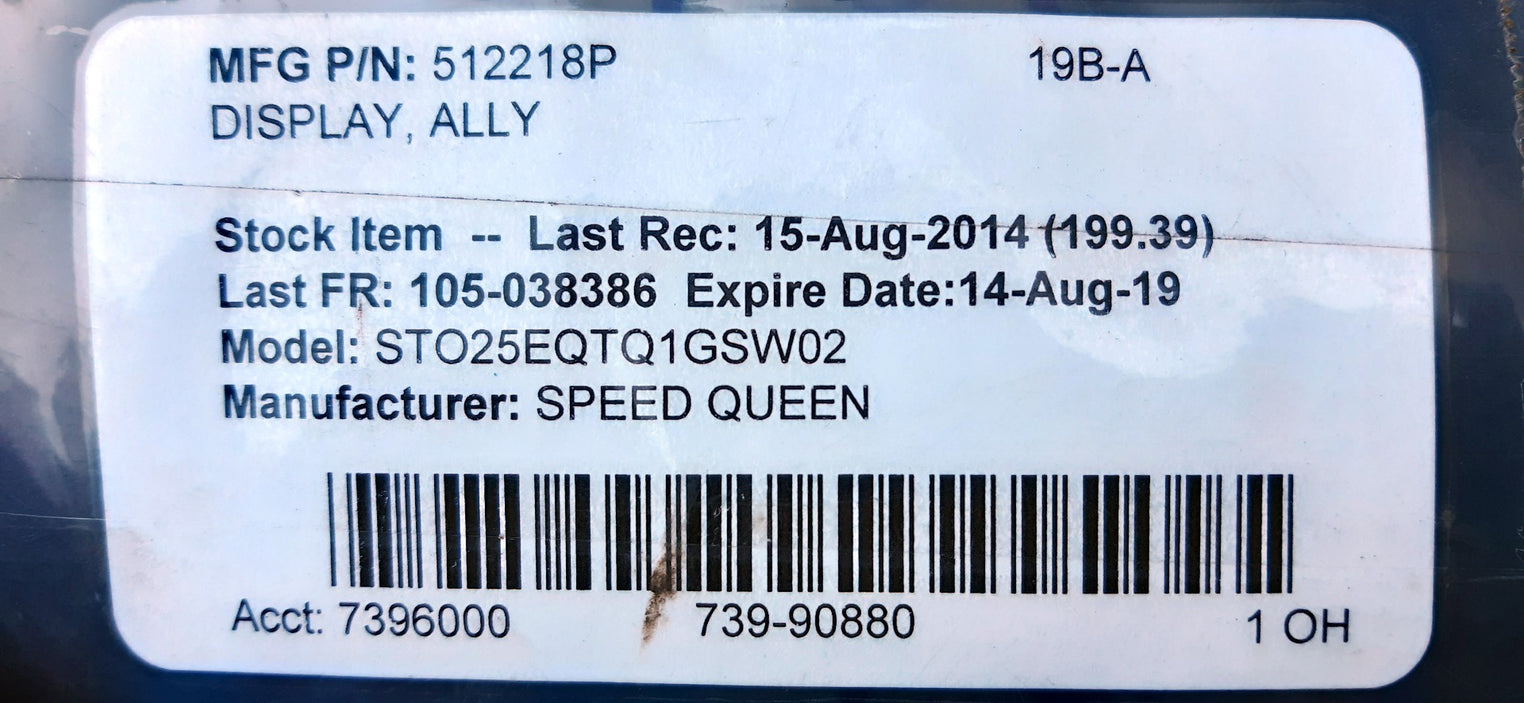 MFG P/N: 512218P 19B-A
DISPLAY, ALLY
Stock Item -- Last Rec: 15-Aug-2014 (199.39)
Last FR: 105-038386 Expire Date:14-Aug-19
Model: STO25EQTQ1GSW02
Manufacturer: SPEED QUEEN
Acct: 7396000 739-90880 1 OH